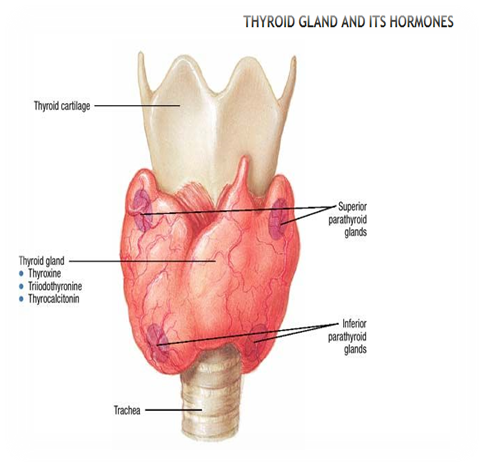 THYROID GLAND AND ITS HORMONES
Thyroid cartilage
Superior
parathyroid
glands
Thyroid gland
• Thyroxine
• Triiodothyronine
• Thyrocalcitonin
Inferior
parathyroid
glands
Trachea